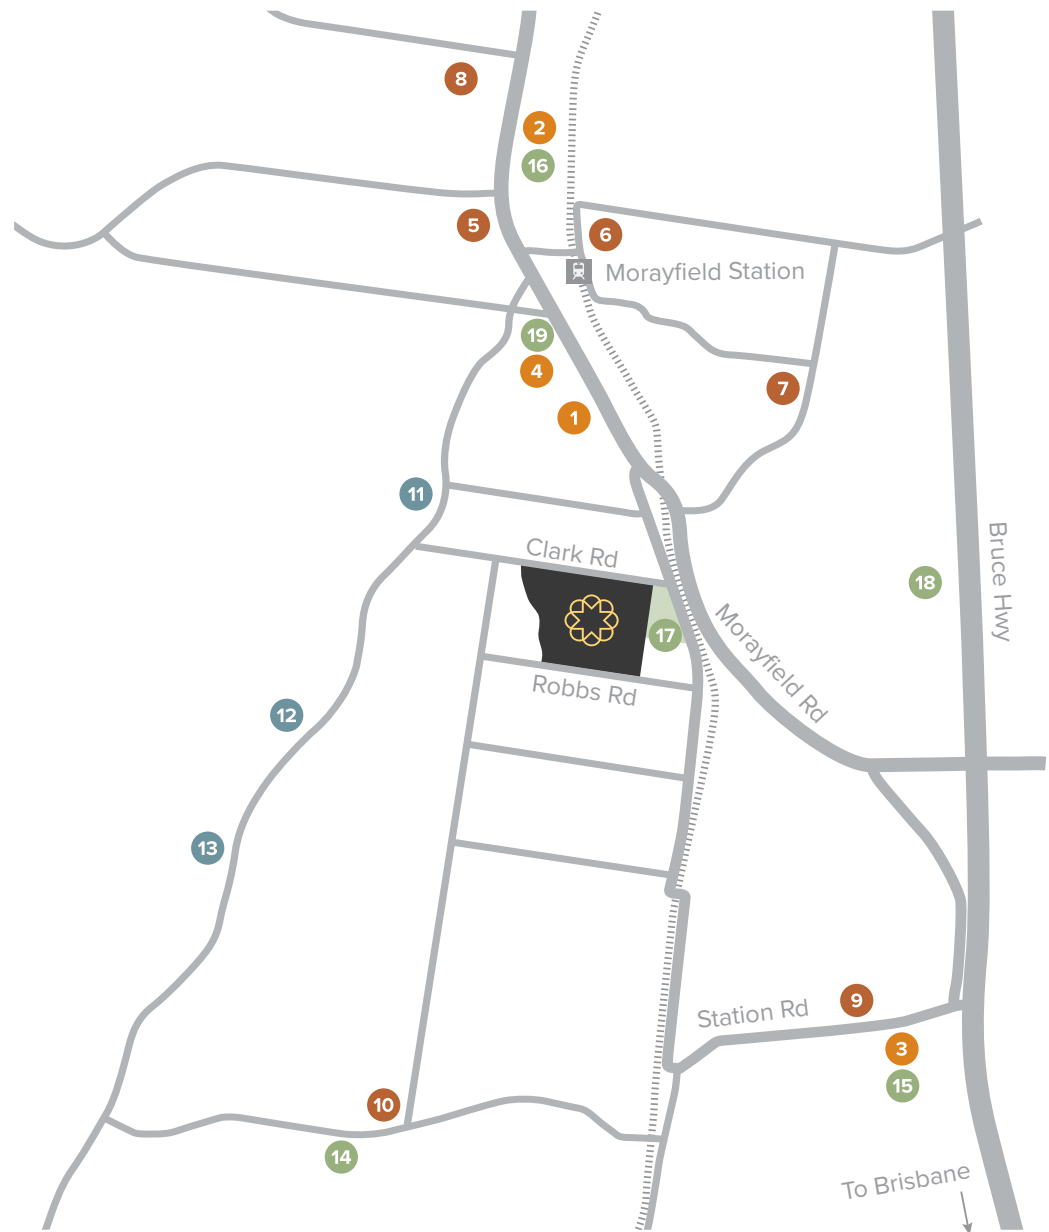 8
2
16
5
6
Morayfield Station
19
4
7
1
11
Clark Rd
Bruce Hwy
18
17
Morayfield Rd
Robbs Rd
12
13
9
Station Rd
3
15
10
14
To Brisbane